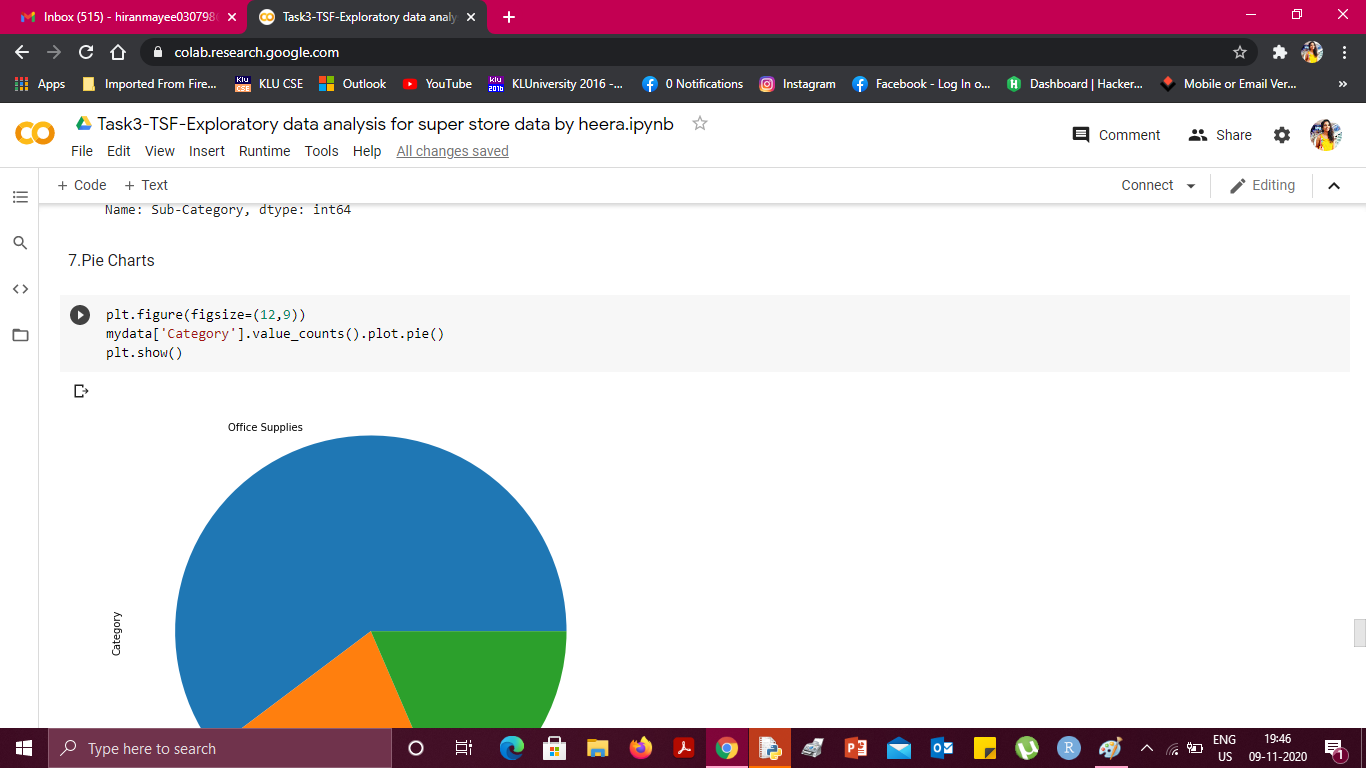 Inbox (515) - hiranmayee030798
Task3-TSF-Exploratory data analy
colab.research.google.com
Apps
Imported From Fire...
KLU CSE
Outlook
YouTube
KLUniversity 2016 -...
0 Notifications
Instagram
Facebook - Log In o...
Dashboard | Hacker...
Mobile or Email Ver...
»
CO
Task3-TSF-Exploratory data analysis for super store data by heera.ipynb
Comment
Share
File Edit View Insert Runtime Tools Help All changes saved
+ Code + Text
Connect
Editing
Name: Sub-Category, dtype: int64
7.Pie Charts
plt.figure(figsize=(12,9))
mydata['Category'].value_counts().plot.pie()
plt.show()
Office Supplies
Category
Type here to search
ENG
US
19:46
09-11-2020
1